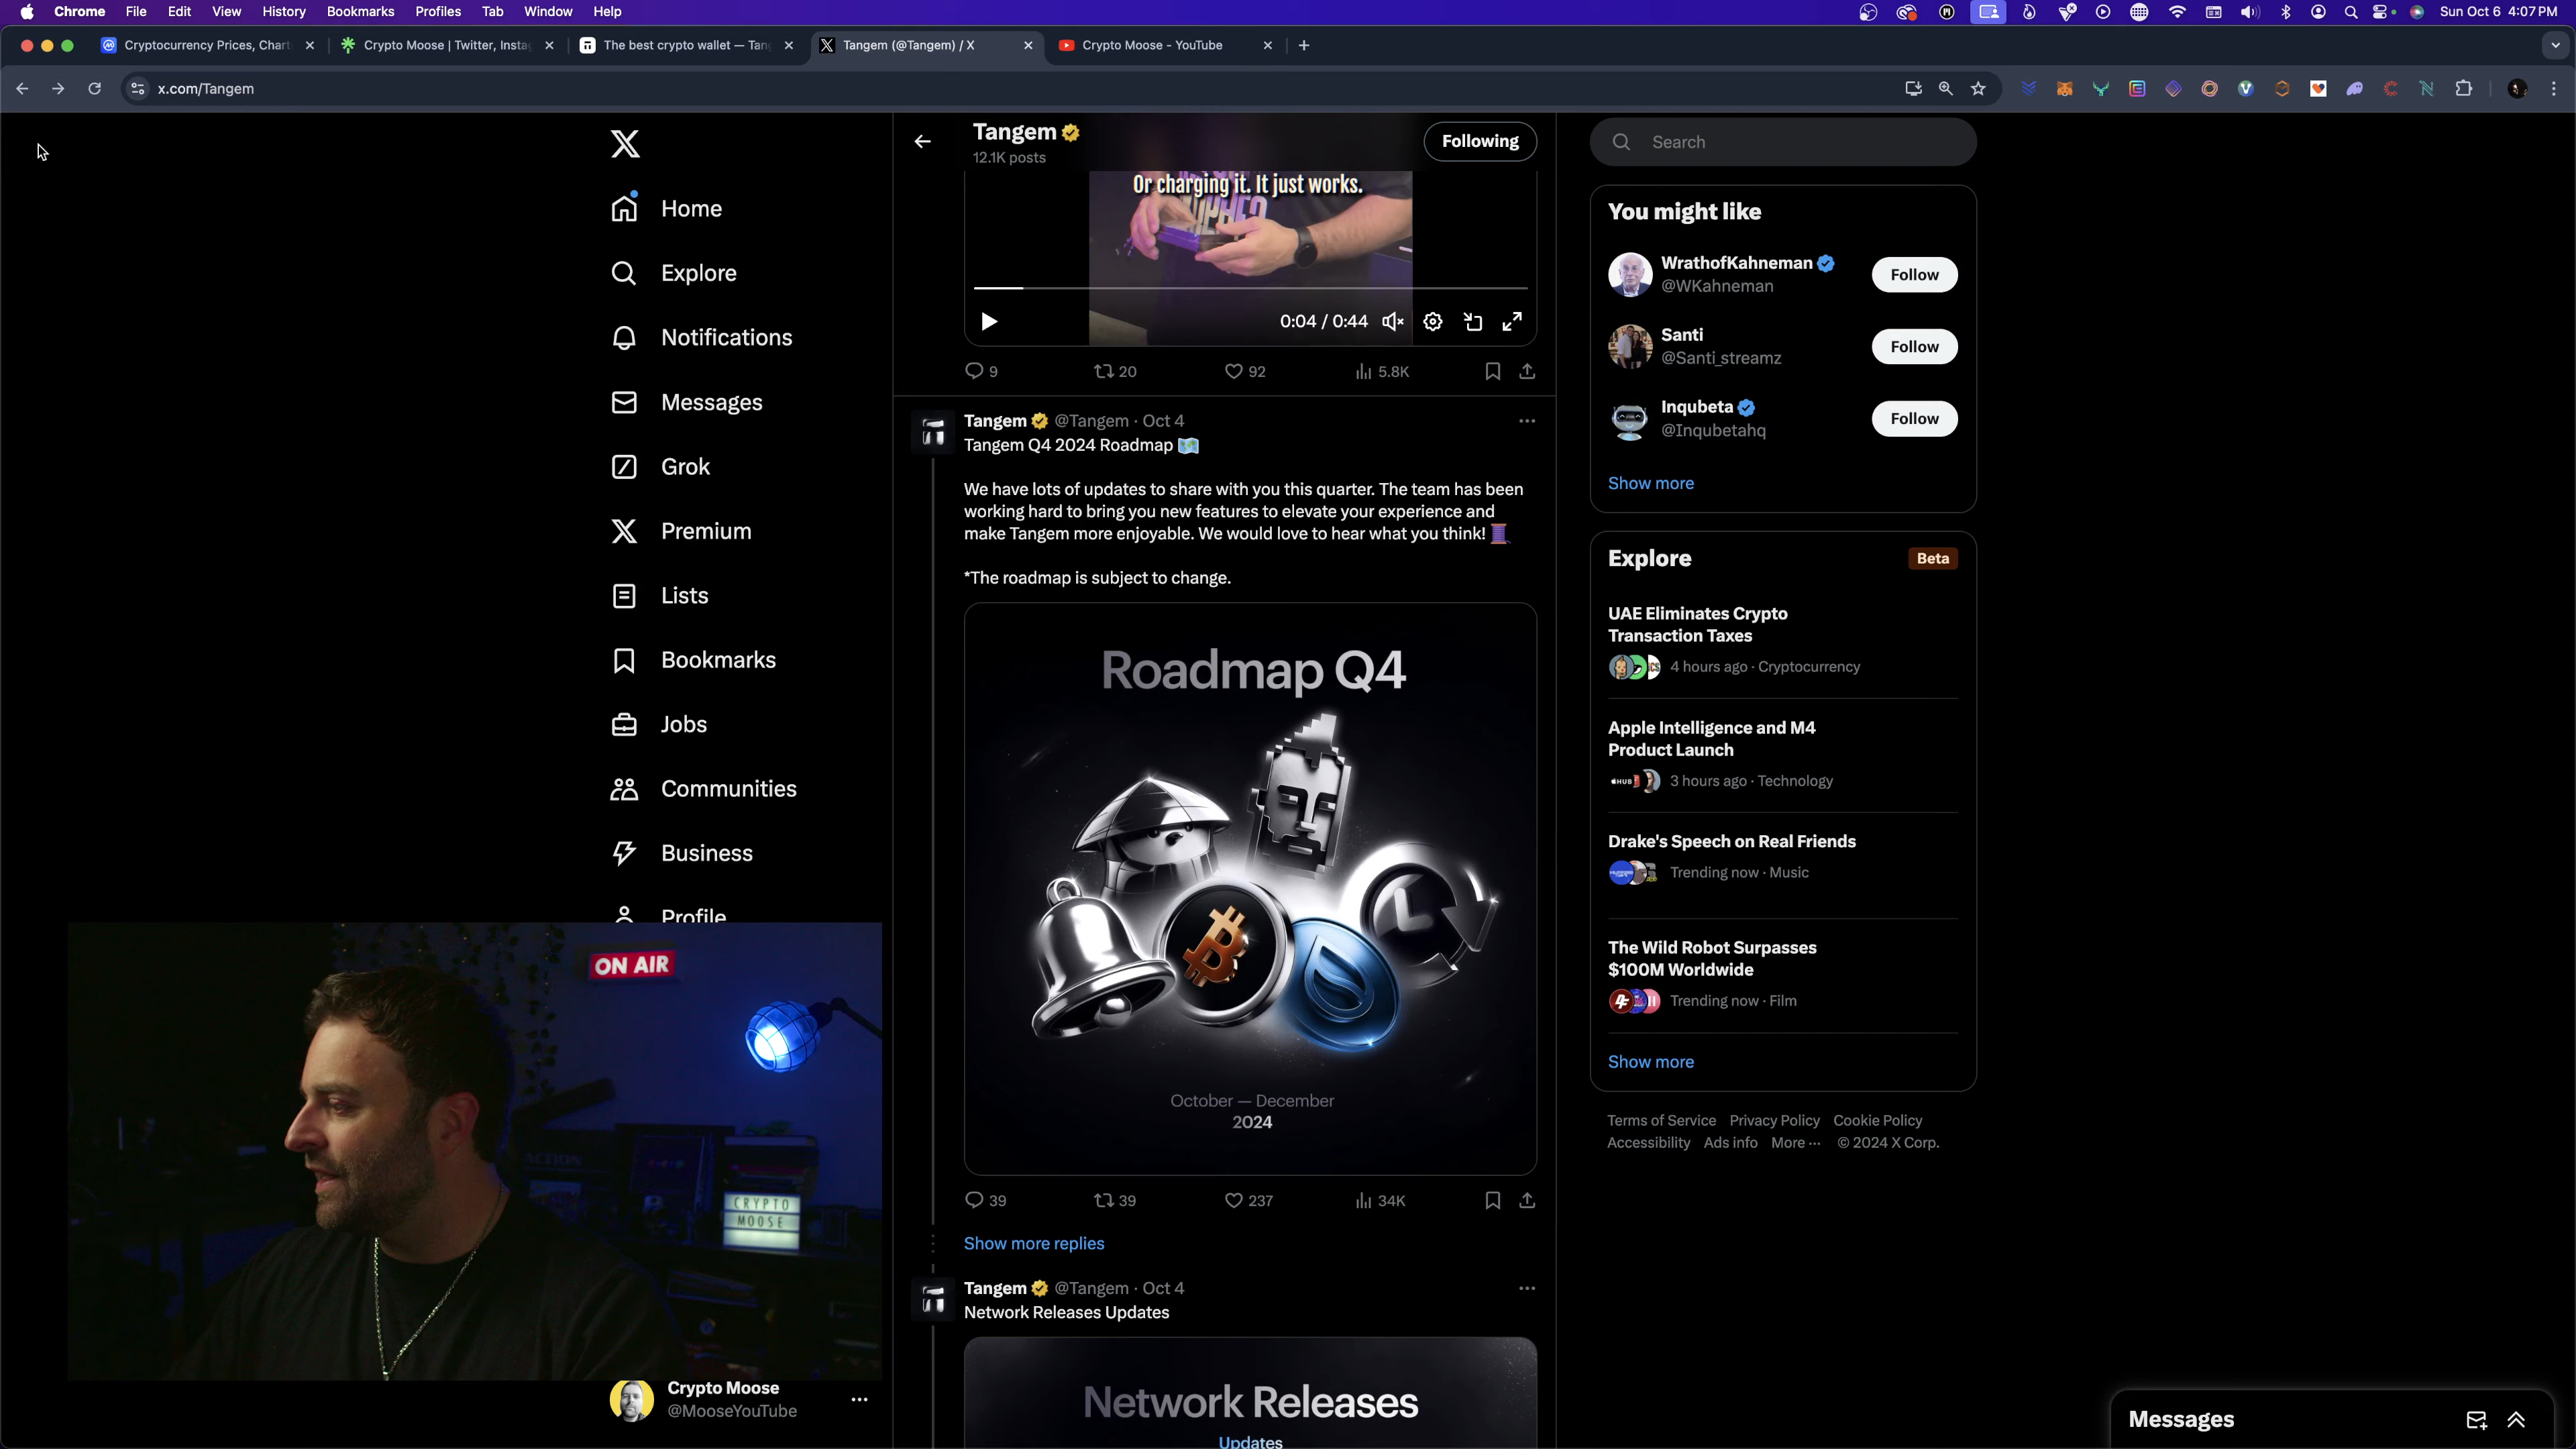 Chrome File Edit View History Bookmarks Profiles Tab Window Help
Sun Oct 6 4:07 PM
Cryptocurrency Prices, Chart
Crypto Moose | Twitter, Insta
The best crypto wallet — Tang
Tangem (@Tangem) / X
Crypto Moose - YouTube
x.com/Tangem
Home
Explore
Notifications
Messages
Grok
Premium
Lists
Bookmarks
Jobs
Communities
Business
Profile
ON AIR
CRYPTO
MOOSE
Crypto Moose
@MooseYouTube
Tangem
12.1K posts
Following
Or charging it. It just works.
0:04 / 0:44
9 20 92 5.8K
Tangem @Tangem · Oct 4
Tangem Q4 2024 Roadmap
We have lots of updates to share with you this quarter. The team has been
working hard to bring you new features to elevate your experience and
make Tangem more enjoyable. We would love to hear what you think!
*The roadmap is subject to change.
Roadmap Q4
October — December
2024
39 39 237 34K
Show more replies
Tangem @Tangem · Oct 4
Network Releases Updates
Network Releases
Updates
Search
You might like
WrathofKahneman
@WKahneman
Follow
Santi
@Santi_streamz
Follow
Inqubeta
@Inqubetahq
Follow
Show more
Explore
Beta
UAE Eliminates Crypto
Transaction Taxes
4 hours ago · Cryptocurrency
Apple Intelligence and M4
Product Launch
3 hours ago · Technology
Drake's Speech on Real Friends
Trending now · Music
The Wild Robot Surpasses
$100M Worldwide
Trending now · Film
Show more
Terms of Service Privacy Policy Cookie Policy
Accessibility Ads info More ··· © 2024 X Corp.
Messages